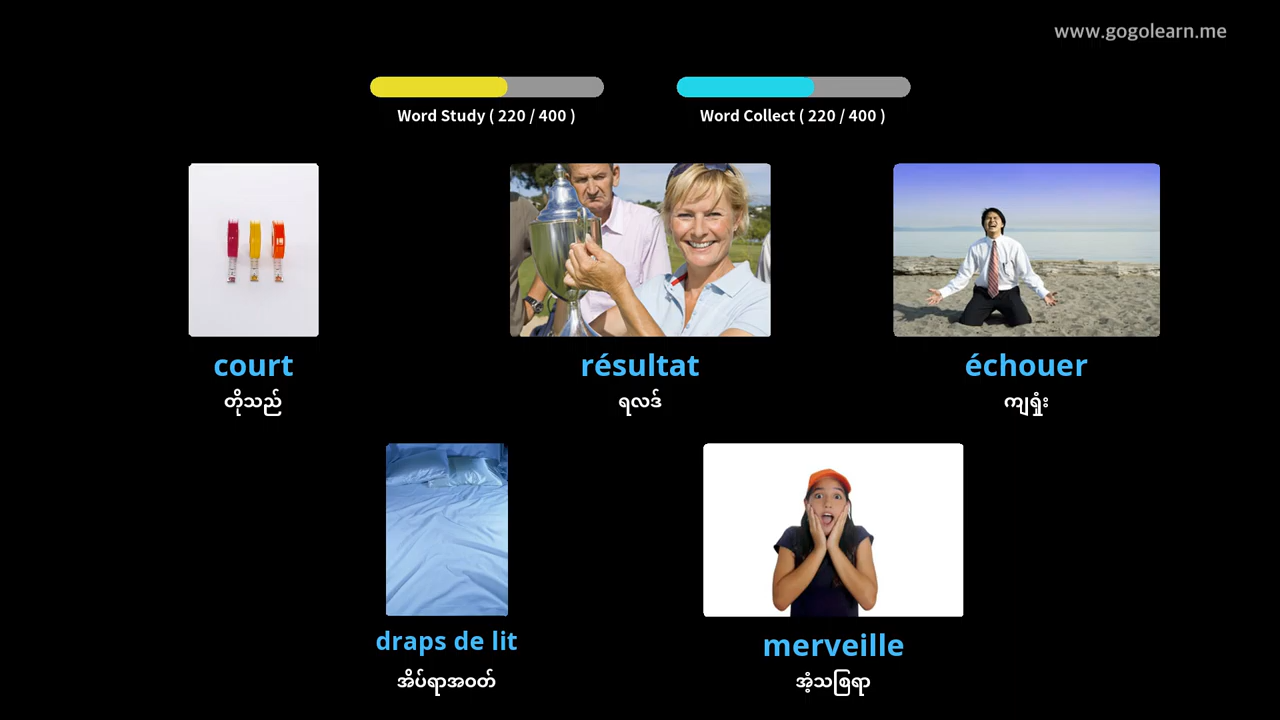 www.gogolearn.me
Word Study ( 220 / 400 )
Word Collect ( 220 / 400 )
court
résultat
échouer
တိုသည်
ရလဒ်
ကျရှုံး
draps de lit
merveille
အိပ်ရာအဝတ်
အံ့သစြရာ